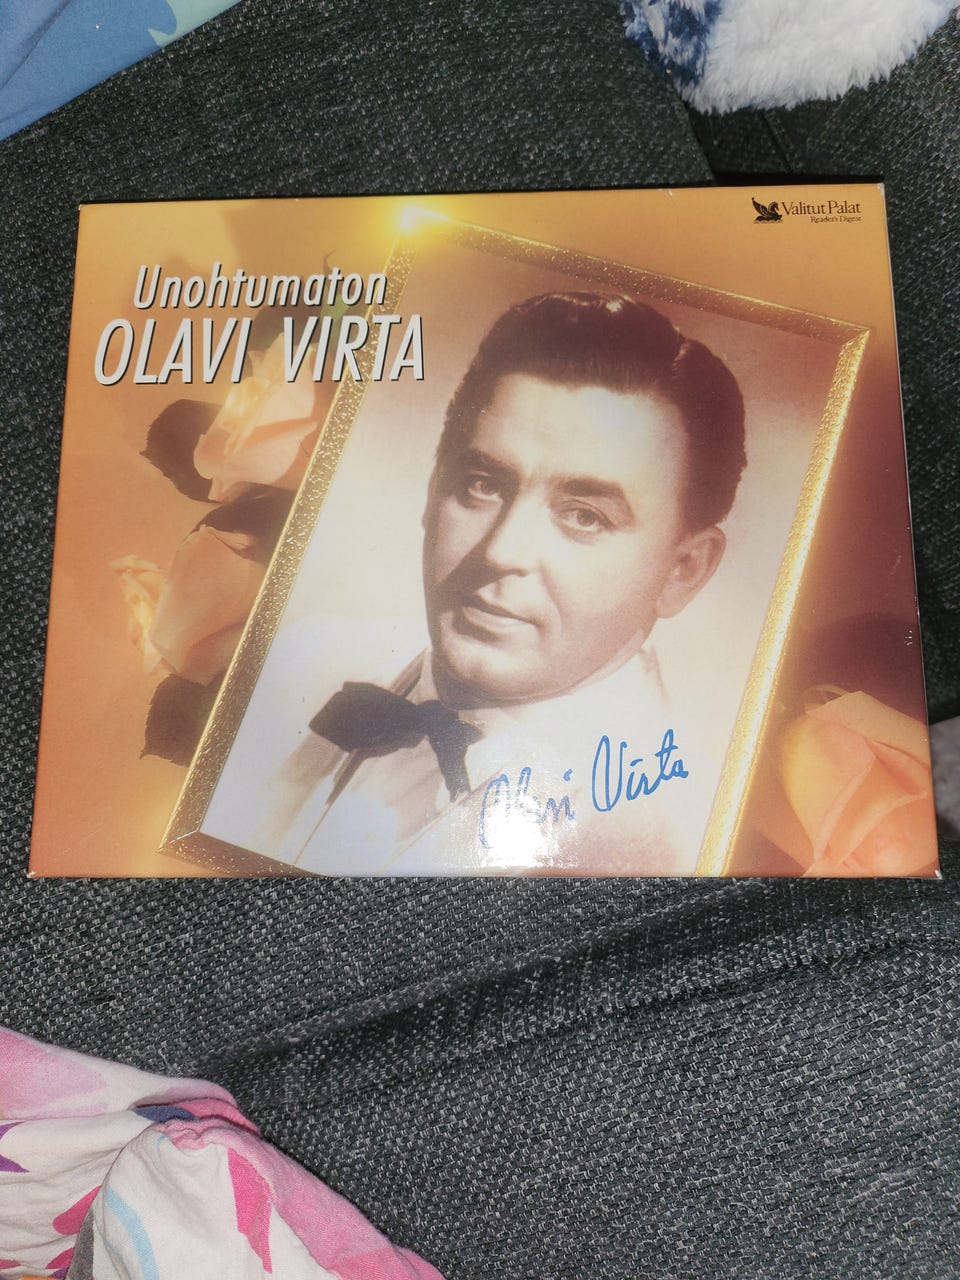 Valitut Palat
Reader's Digest
Unohtumaton
OLAVI VIRTA
Olavi Virta